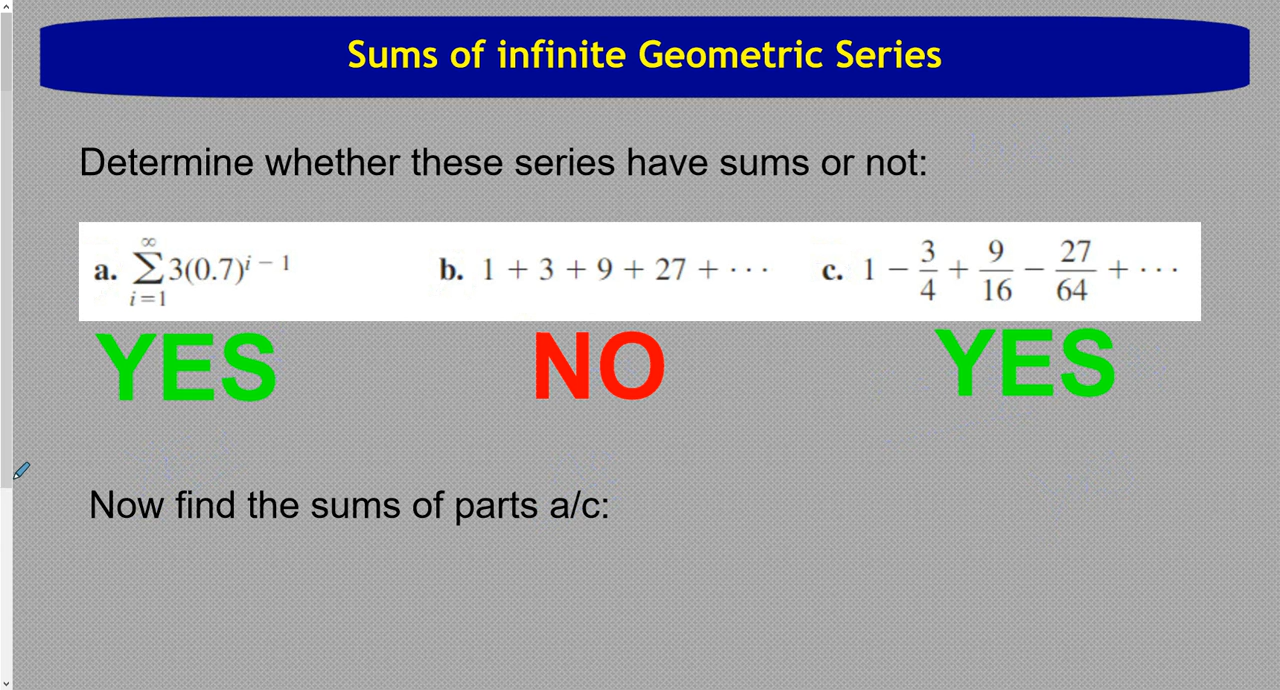 Sums of infinite Geometric Series
Determine whether these series have sums or not:
a. ∑_{i=1}^{∞} 3(0.7)^{i − 1} b. 1 + 3 + 9 + 27 + · · · c. 1 − 3/4 + 9/16 − 27/64 + · · ·
YES NO YES
Now find the sums of parts a/c: